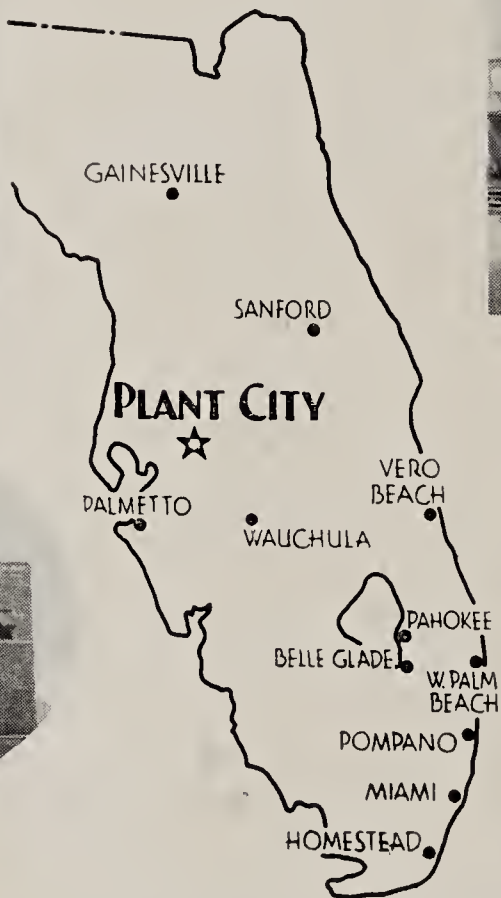 GAINESVILLE
SANFORD
PLANT CITY
VERO
BEACH
PALMETTO
WAUCHULA
PAHOKEE
BELLE GLADE
W. PALM
BEACH
POMPANO
MIAMI
HOMESTEAD